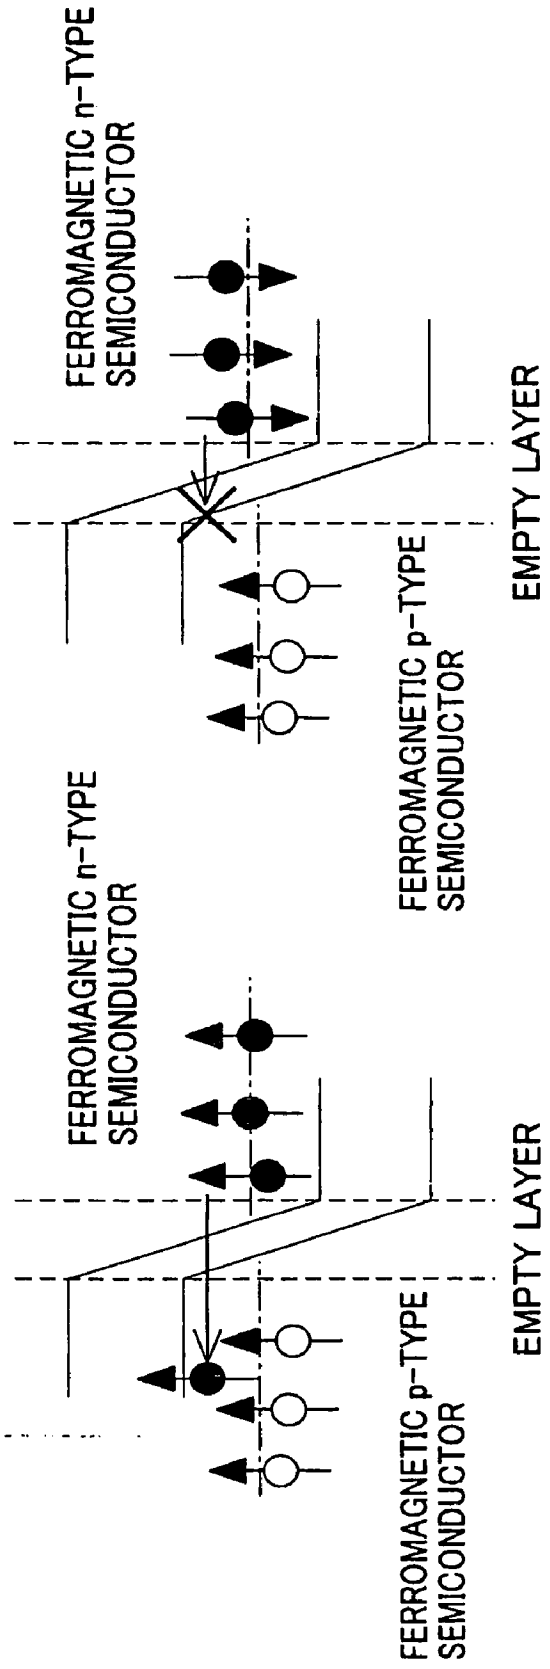 FERROMAGNETIC n-TYPE
SEMICONDUCTOR
FERROMAGNETIC p-TYPE
SEMICONDUCTOR
EMPTY LAYER
FERROMAGNETIC n-TYPE
SEMICONDUCTOR
FERROMAGNETIC p-TYPE
SEMICONDUCTOR
EMPTY LAYER